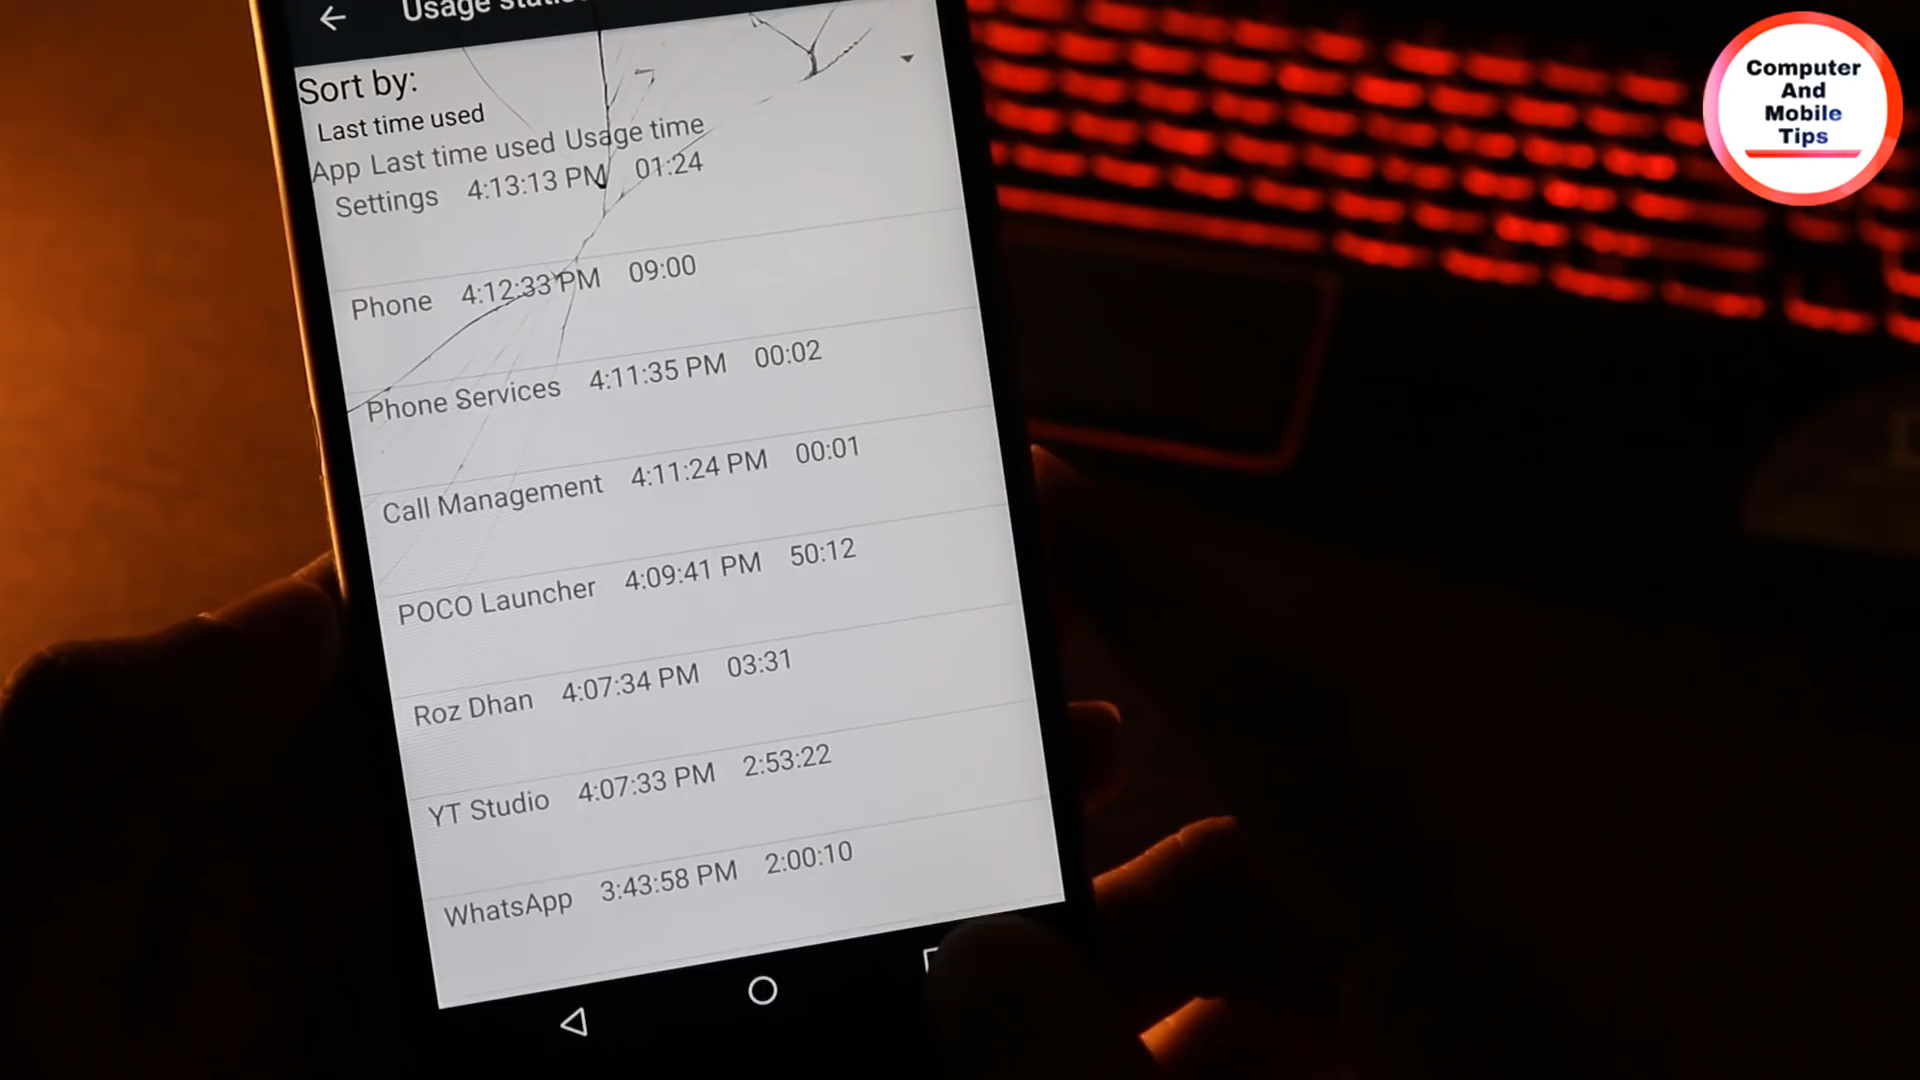 Usage
Sort by:
Last time used
App Last time used Usage time
Settings 4:13:13 PM 01:24
Phone 4:12:33 PM 09:00
Phone Services 4:11:35 PM 00:02
Call Management 4:11:24 PM 00:01
POCO Launcher 4:09:41 PM 50:12
Roz Dhan 4:07:34 PM 03:31
YT Studio 4:07:33 PM 2:53:22
WhatsApp 3:43:58 PM 2:00:10
Computer
And
Mobile
Tips